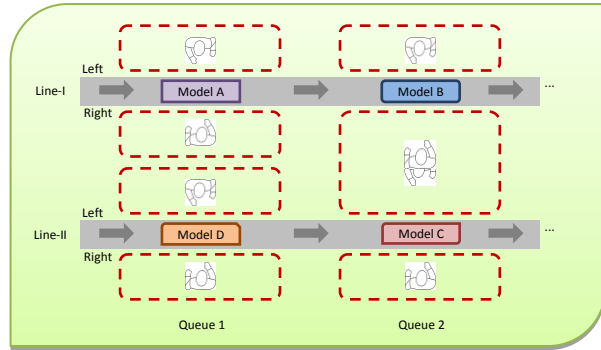 Left
Line-I
Model A
Model B
...
Right
Left
Line-II
Model D
Model C
...
Right
Queue 1
Queue 2